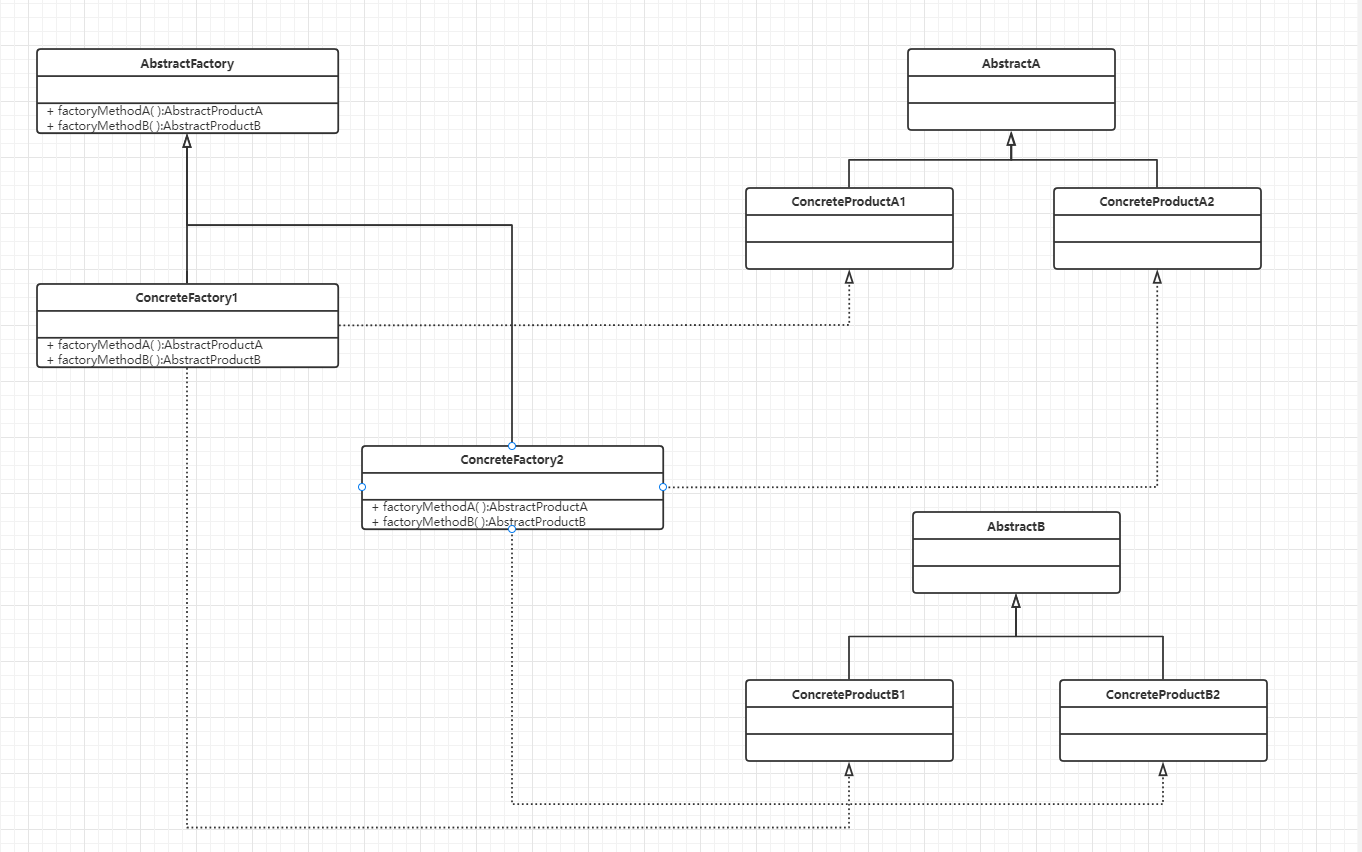 AbstractFactory
+ factoryMethodA( ):AbstractProductA
+ factoryMethodB( ):AbstractProductB
AbstractA
ConcreteProductA1
ConcreteProductA2
ConcreteFactory1
+ factoryMethodA( ):AbstractProductA
+ factoryMethodB( ):AbstractProductB
ConcreteFactory2
+ factoryMethodA( ):AbstractProductA
+ factoryMethodB( ):AbstractProductB
AbstractB
ConcreteProductB1
ConcreteProductB2